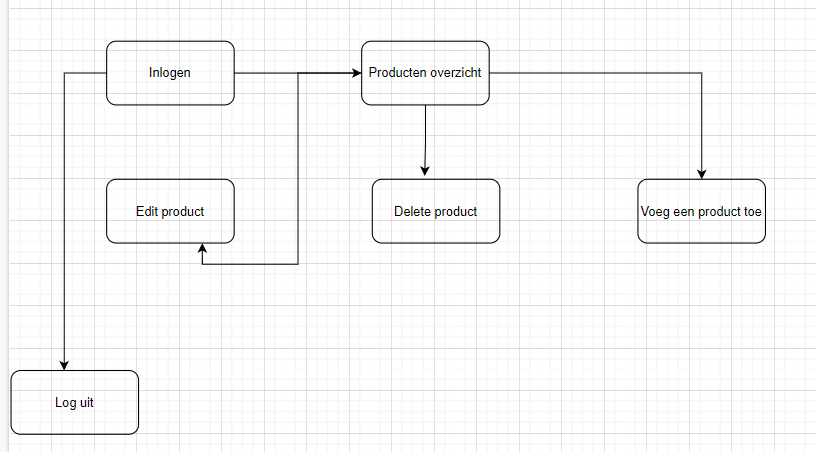 Inlogen
Producten overzicht
Edit product
Delete product
Voeg een product toe
Log uit